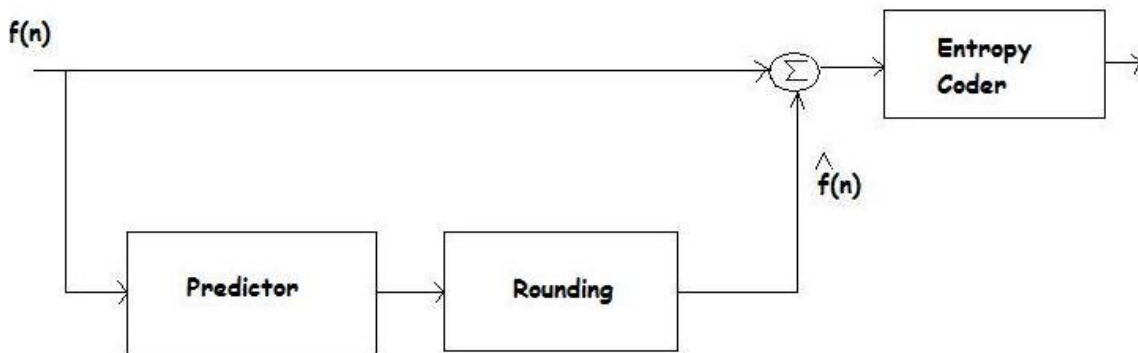 f(n)
Σ
Entropy
Coder
^
f(n)
Predictor
Rounding